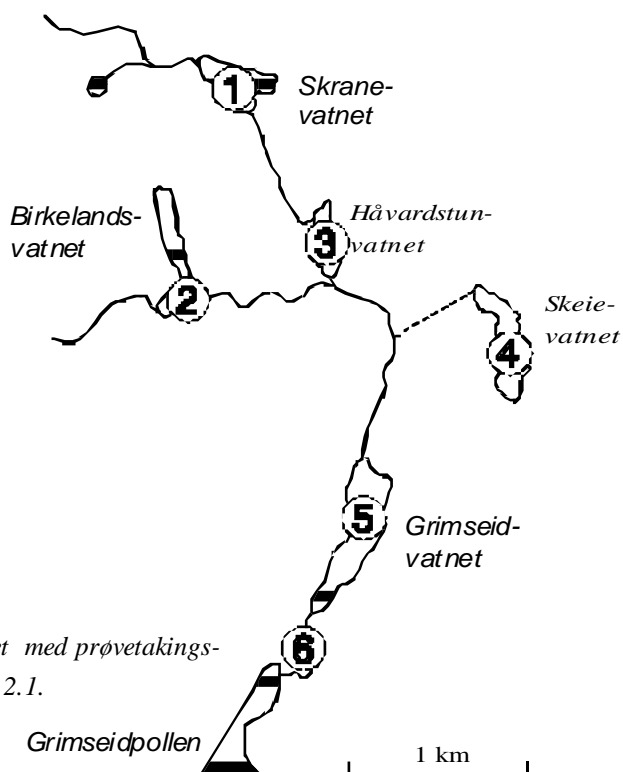 1
Skrane-
vatnet
Birkelands-
vatnet
Håvardstun-
vatnet
3
2
Skeie-
vatnet
4
5
Grimseid-
vatnet
6
med prøvetakings-
2.1.
Grimseidpollen
1 km